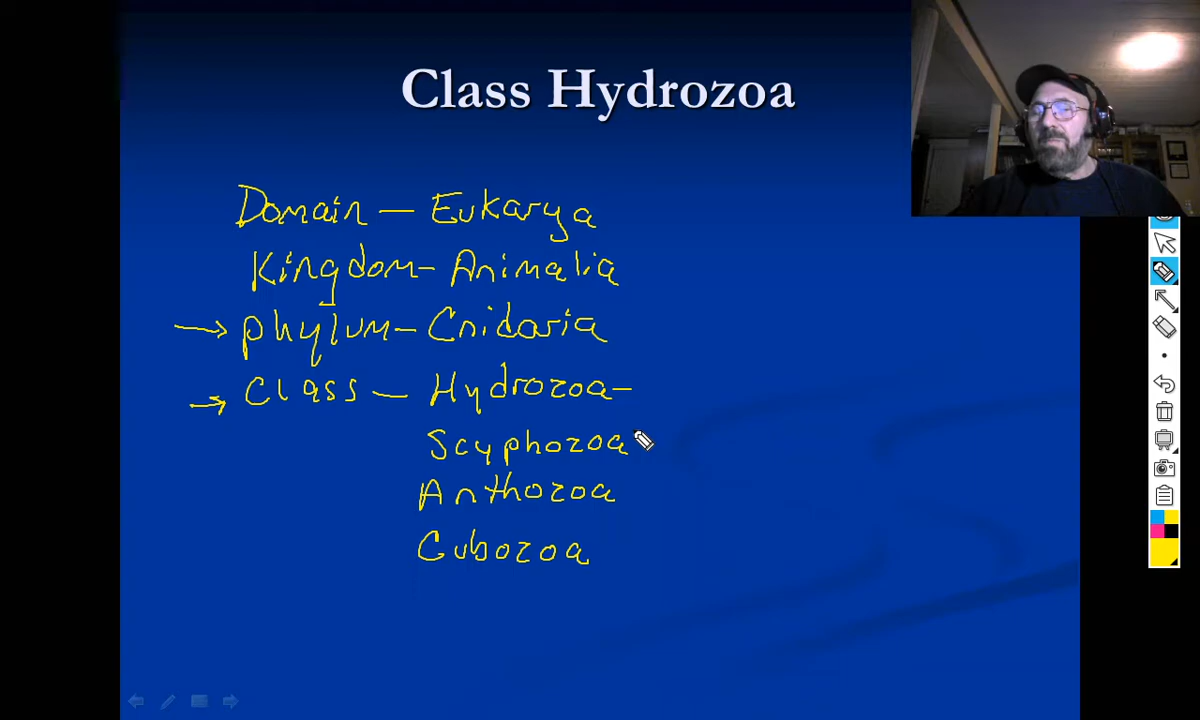 Class Hydrozoa
Domain — Eukarya
Kingdom - Animalia
→ phylum - Cnidaria
→ Class — Hydrozoa -
Scyphozoa
Anthozoa
Cubozoa